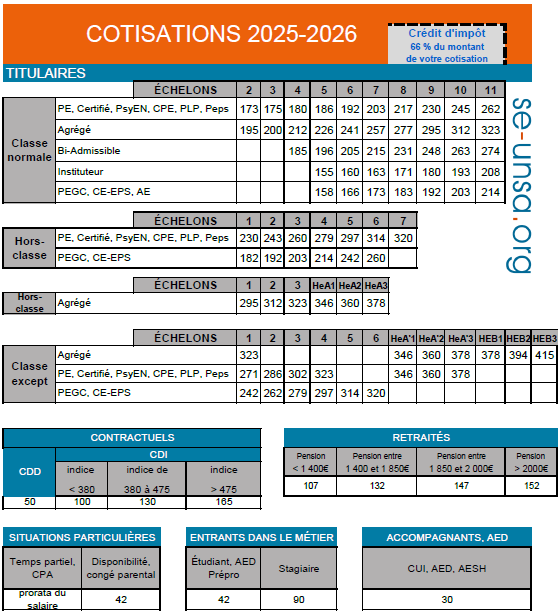 COTISATIONS 2025-2026
Crédit d'impôt
66 % du montant
de votre cotisation
TITULAIRES
se-unsa.org
ÉCHELONS 2 3 4 5 6 7 8 9 10 11
Classe normale
PE, Certifié, PsyEN, CPE, PLP, Peps 173 175 180 186 192 203 217 230 245 262
Agrégé 195 200 212 226 241 257 277 295 312 323
Bi-Admissible 185 196 205 215 231 248 263 274
Instituteur 155 160 163 171 180 193 208
PEGC, CE-EPS, AE 158 166 173 183 192 203 214
ÉCHELONS 1 2 3 4 5 6 7
Hors-classe
PE, Certifié, PsyEN, CPE, PLP, Peps 230 243 260 279 297 314 320
PEGC, CE-EPS 182 192 203 214 242 260
ÉCHELONS 1 2 3 HeA1 HeA2 HeA3
Hors-classe
Agrégé 295 312 323 346 360 378
ÉCHELONS 1 2 3 4 5 6 HeA'1 HeA'2 HeA'3 HEB1 HEB2 HEB3
Classe except
Agrégé 323 346 360 378 378 394 415
PE, Certifié, PsyEN, CPE, PLP, Peps 271 286 302 323 346 360 378
PEGC, CE-EPS 242 262 279 297 314 320
CONTRACTUELS
CDD CDI
indice < 380 indice de 380 à 475 indice > 475
50 100 130 165
RETRAITÉS
Pension < 1 400€ Pension entre 1 400 et 1 850€ Pension entre 1 850 et 2 000€ Pension > 2000€
107 132 147 152
SITUATIONS PARTICULIÈRES
Temps partiel, CPA Disponibilité, congé parental
prorata du salaire 42
ENTRANTS DANS LE MÉTIER
Étudiant, AED Prépro Stagiaire
42 90
ACCOMPAGNANTS, AED
CUI, AED, AESH
30